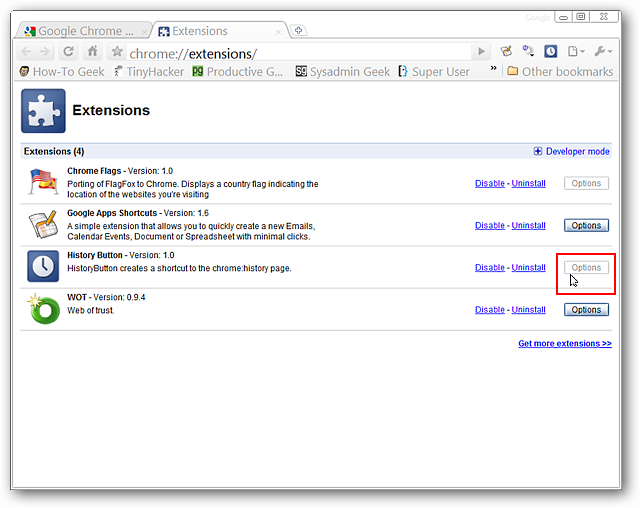 Google
Google Chrome ...
Extensions
chrome://extensions/
How-To Geek
TinyHacker
Productive G...
Sysadmin Geek
Super User
»
Other bookmarks
Extensions
Extensions (4)
Developer mode
Chrome Flags - Version: 1.0
Porting of FlagFox to Chrome. Displays a country flag indicating the
location of the websites you're visiting
Disable - Uninstall
Options
Google Apps Shortcuts - Version: 1.6
A simple extension that allows you to quickly create a new Emails,
Calendar Events, Document or Spreadsheet with minimal clicks.
Disable - Uninstall
Options
History Button - Version: 1.0
HistoryButton creates a shortcut to the chrome:history page.
Disable - Uninstall
Options
WOT - Version: 0.9.4
Web of trust.
Disable - Uninstall
Options
Get more extensions >>